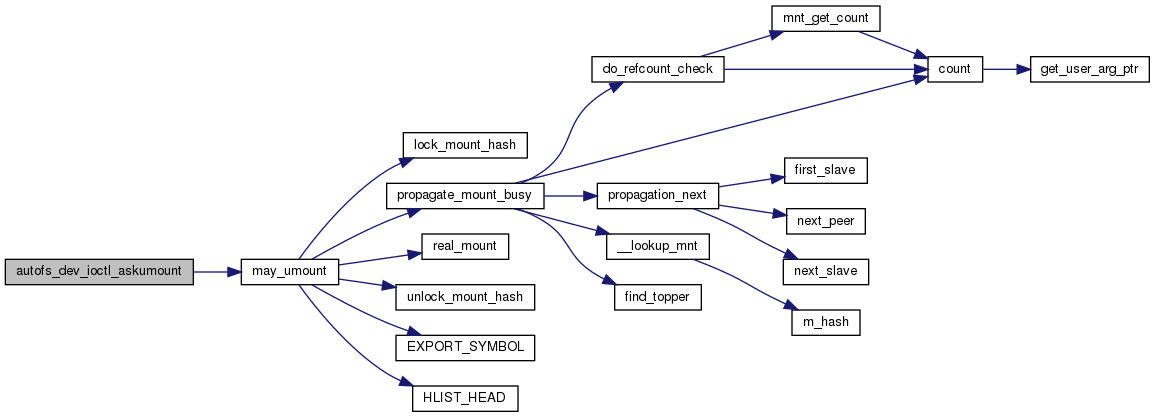 autofs_dev_ioctl_askumount
may_umount
lock_mount_hash
propagate_mount_busy
real_mount
unlock_mount_hash
EXPORT_SYMBOL
HLIST_HEAD
do_refcount_check
propagation_next
__lookup_mnt
find_topper
mnt_get_count
first_slave
next_peer
next_slave
m_hash
count
get_user_arg_ptr